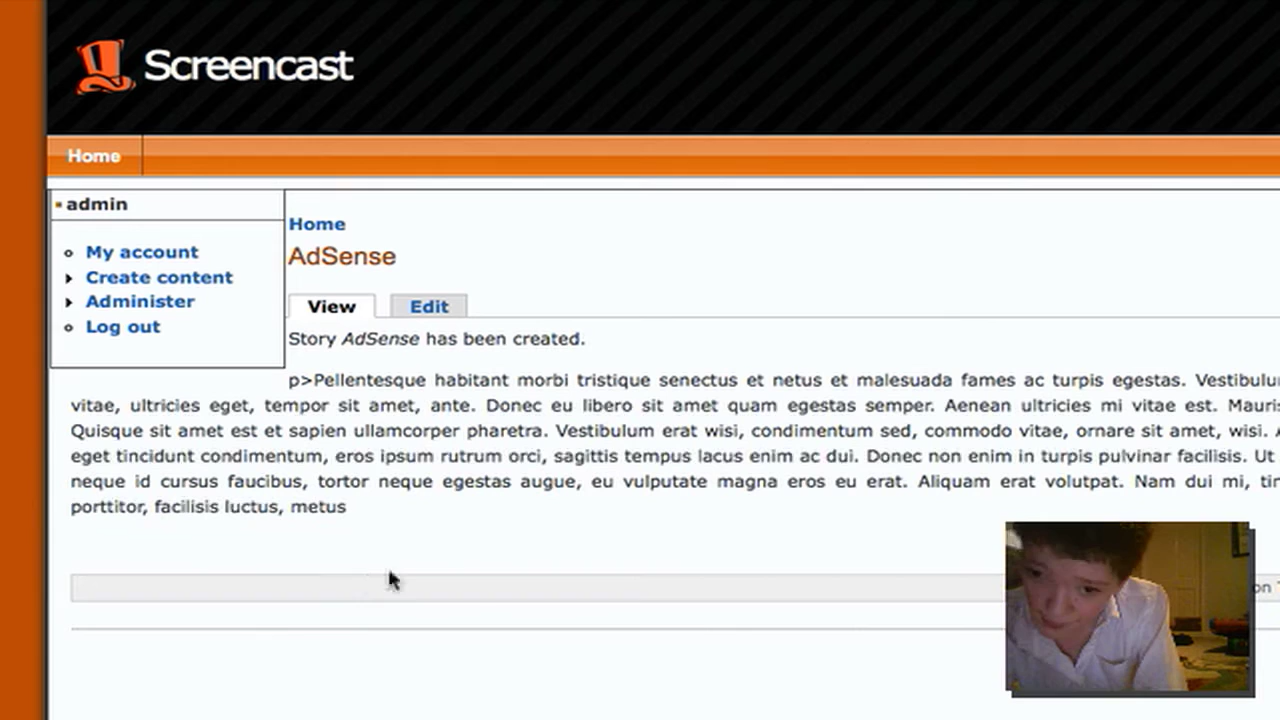 Screencast
Home
admin
My account
Create content
Administer
Log out
Home
AdSense
View Edit
Story AdSense has been created.
p>Pellentesque habitant morbi tristique senectus et netus et malesuada fames ac turpis egestas. Vestibulu
vitae, ultricies eget, tempor sit amet, ante. Donec eu libero sit amet quam egestas semper. Aenean ultricies mi vitae est. Mauris
Quisque sit amet est et sapien ullamcorper pharetra. Vestibulum erat wisi, condimentum sed, commodo vitae, ornare sit amet, wisi.
eget tincidunt condimentum, eros ipsum rutrum orci, sagittis tempus lacus enim ac dui. Donec non enim in turpis pulvinar facilisis. Ut
neque id cursus faucibus, tortor neque egestas augue, eu vulputate magna eros eu erat. Aliquam erat volutpat. Nam dui mi, tin
porttitor, facilisis luctus, metus
on